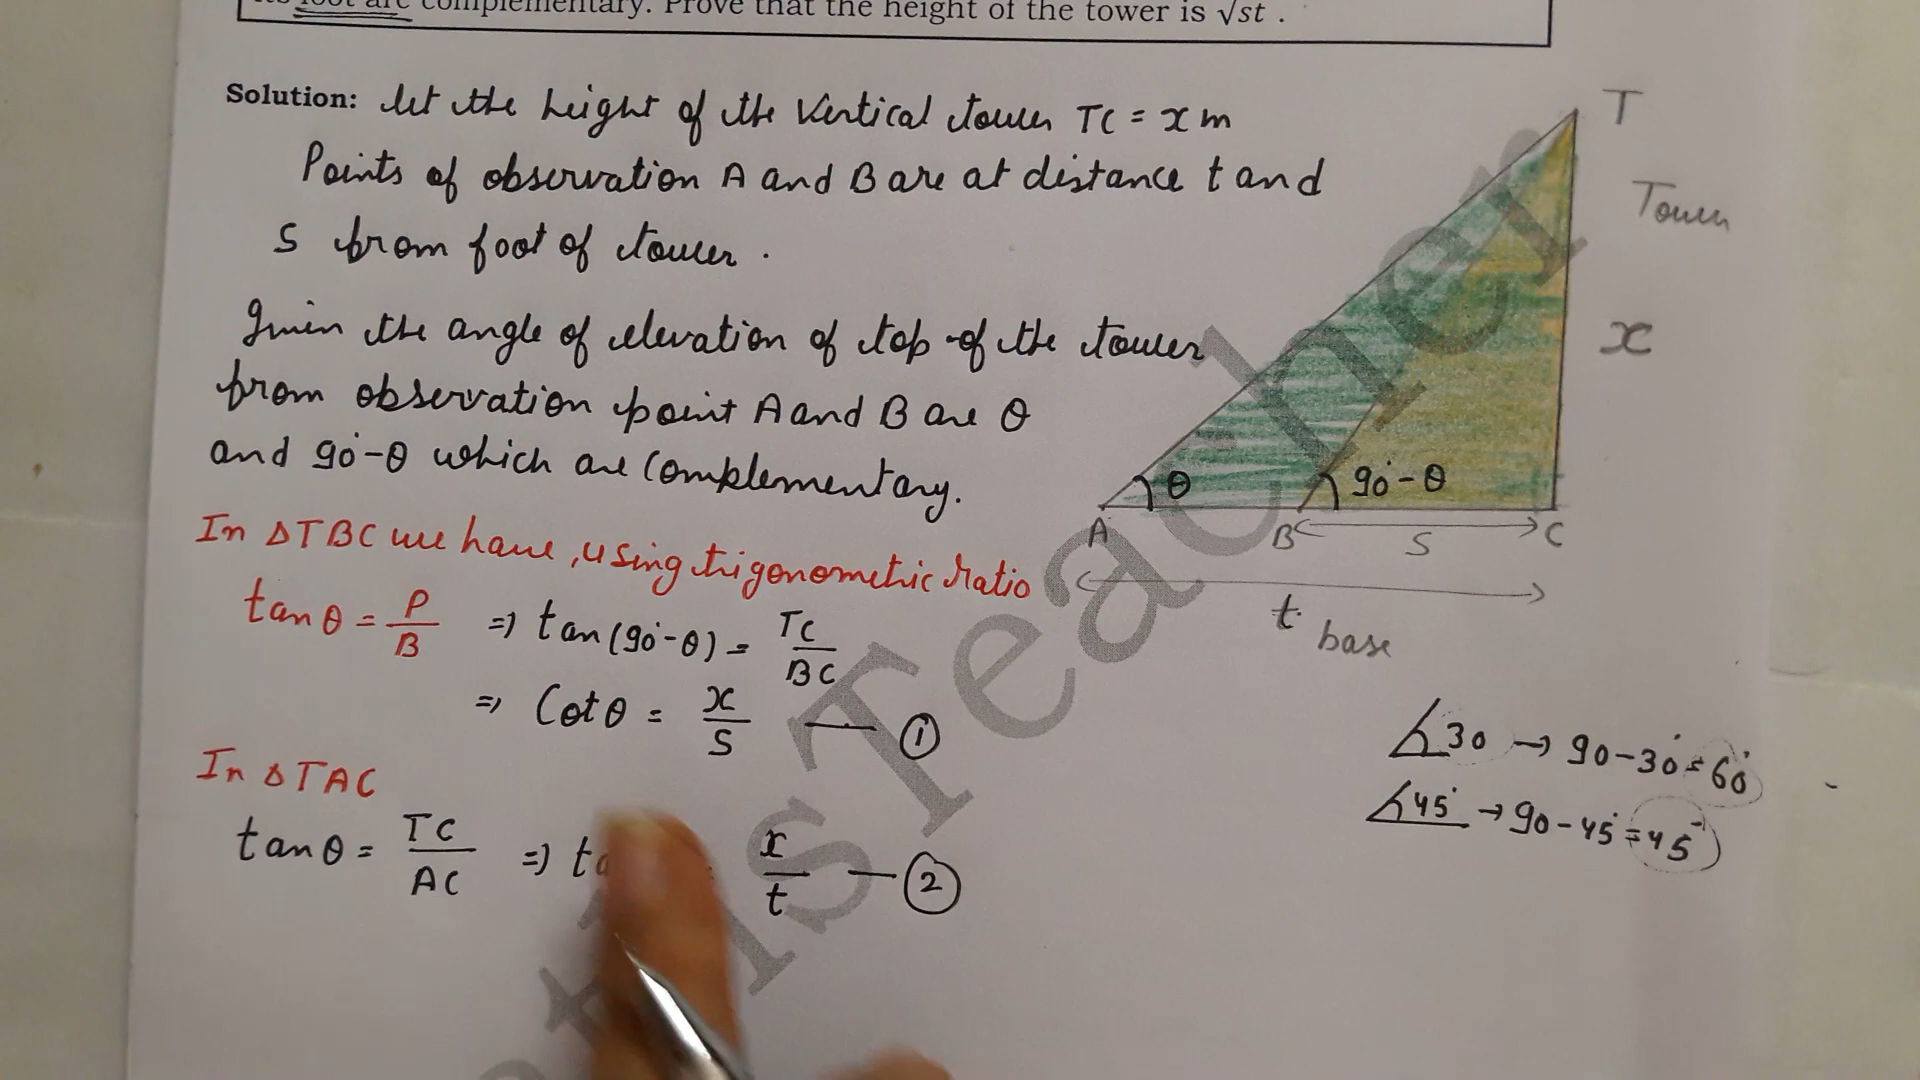 foot are complementary. Prove that the height of the tower is √st .
Solution: Let the height of the Vertical tower TC = x m
Points of observation A and B are at distance t and
S from foot of tower.
Given the angle of elevation of top of the tower
from observation point A and B are θ
and 90°-θ which are Complementary.
In ΔTBC we have, using trigonometric ratio
tan θ = P/B => tan(90°-θ) = TC/BC
=> Cot θ = x/S — ①
In ΔTAC
tan θ = TC/AC => x/t — ②
T
Tower
x
θ
90°-θ
A
B
S
C
t
base
∠30 → 90-30°=60°
∠45° → 90-45°=45°
Teacher